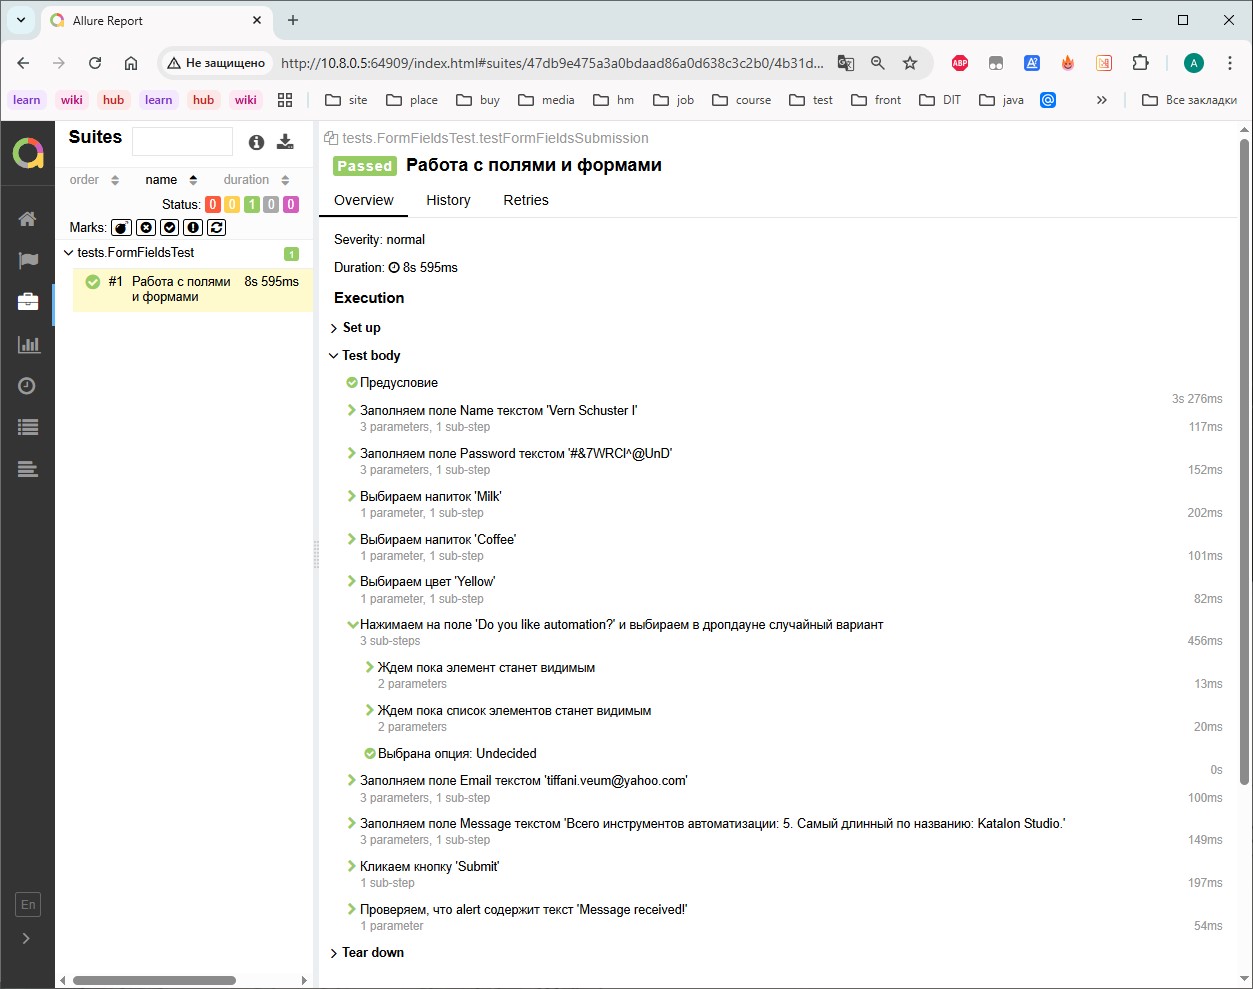 Allure Report
Не защищено
http://10.8.0.5:64909/index.html#suites/47db9e475a3a0bdaad86a0d638c3c2b0/4b31d...
ABP
A
learn
wiki
hub
learn
hub
wiki
site
place
buy
media
hm
job
course
test
front
DIT
java
Все закладки
Suites
order
name
duration
Status: 0 0 1 0 0
Marks:
tests.FormFieldsTest 1
#1 Работа с полями 8s 595ms
и формами
En
tests.FormFieldsTest.testFormFieldsSubmission
Passed Работа с полями и формами
Overview History Retries
Severity: normal
Duration: 8s 595ms
Execution
Set up
Test body
Предусловие
3s 276ms
Заполняем поле Name текстом 'Vern Schuster I'
3 parameters, 1 sub-step 117ms
Заполняем поле Password текстом '#&7WRCl^@UnD'
3 parameters, 1 sub-step 152ms
Выбираем напиток 'Milk'
1 parameter, 1 sub-step 202ms
Выбираем напиток 'Coffee'
1 parameter, 1 sub-step 101ms
Выбираем цвет 'Yellow'
1 parameter, 1 sub-step 82ms
Нажимаем на поле 'Do you like automation?' и выбираем в дропдауне случайный вариант
3 sub-steps 456ms
Ждем пока элемент станет видимым
2 parameters 13ms
Ждем пока список элементов станет видимым
2 parameters 20ms
Выбрана опция: Undecided
0s
Заполняем поле Email текстом 'tiffani.veum@yahoo.com'
3 parameters, 1 sub-step 100ms
Заполняем поле Message текстом 'Всего инструментов автоматизации: 5. Самый длинный по названию: Katalon Studio.'
3 parameters, 1 sub-step 149ms
Кликаем кнопку 'Submit'
1 sub-step 197ms
Проверяем, что alert содержит текст 'Message received!'
1 parameter 54ms
Tear down